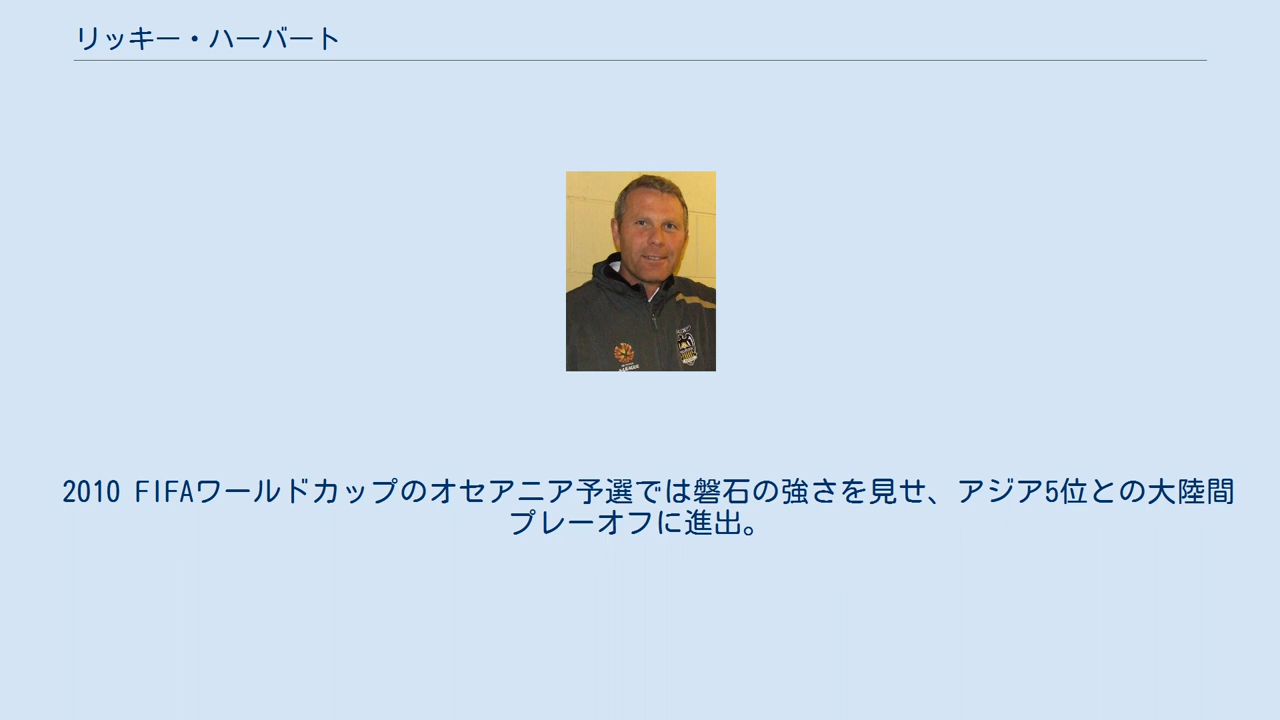 リッキー・ハーバート
2010 FIFAワールドカップのオセアニア予選では磐石の強さを見せ、アジア5位との大陸間
プレーオフに進出。